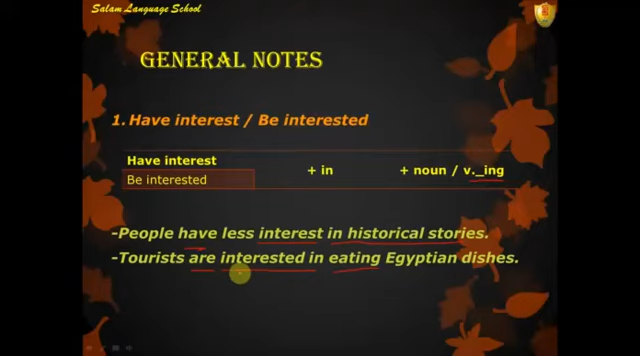 Salam Language School
GENERAL NOTES
1. Have interest / Be interested
Have interest
Be interested
+ in
+ noun / v._ing
-People have less interest in historical stories.
-Tourists are interested in eating Egyptian dishes.